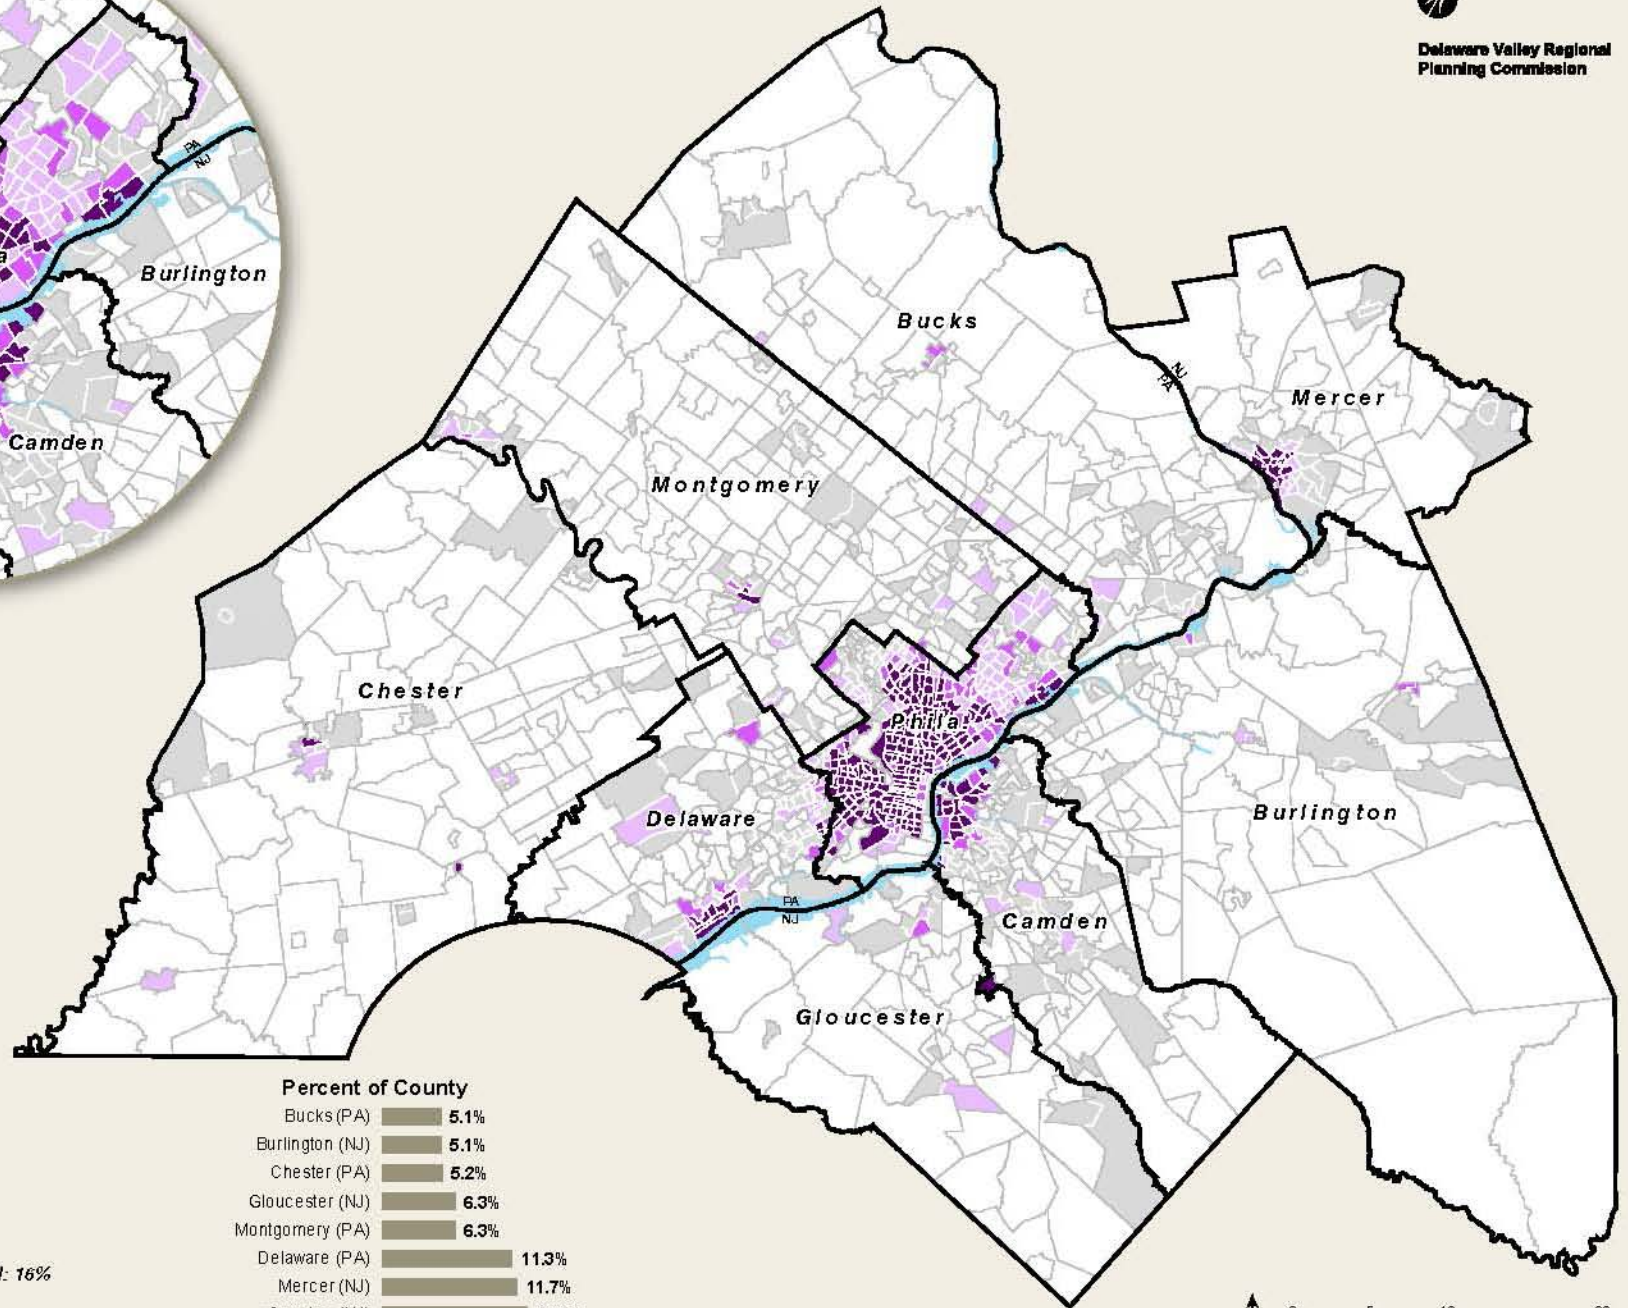 Delaware Valley Regional
Planning Commission
PA
NJ
Burlington
Camden
Bucks
NJ
PA
Mercer
Montgomery
Chester
Phila
Delaware
Burlington
PA
NJ
Camden
Gloucester
Percent of County
Bucks (PA) 5.1%
Burlington (NJ) 5.1%
Chester (PA) 5.2%
Gloucester (NJ) 6.3%
Montgomery (PA) 6.3%
Delaware (PA) 11.3%
Mercer (NJ) 11.7%
: 16%